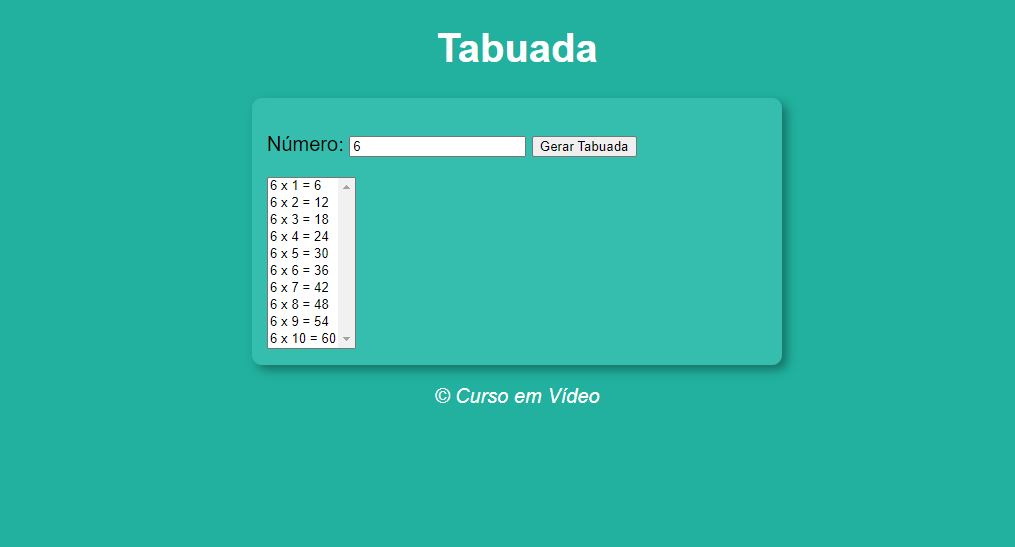 Tabuada
Número: 6 Gerar Tabuada
6 x 1 = 6
6 x 2 = 12
6 x 3 = 18
6 x 4 = 24
6 x 5 = 30
6 x 6 = 36
6 x 7 = 42
6 x 8 = 48
6 x 9 = 54
6 x 10 = 60
© Curso em Vídeo